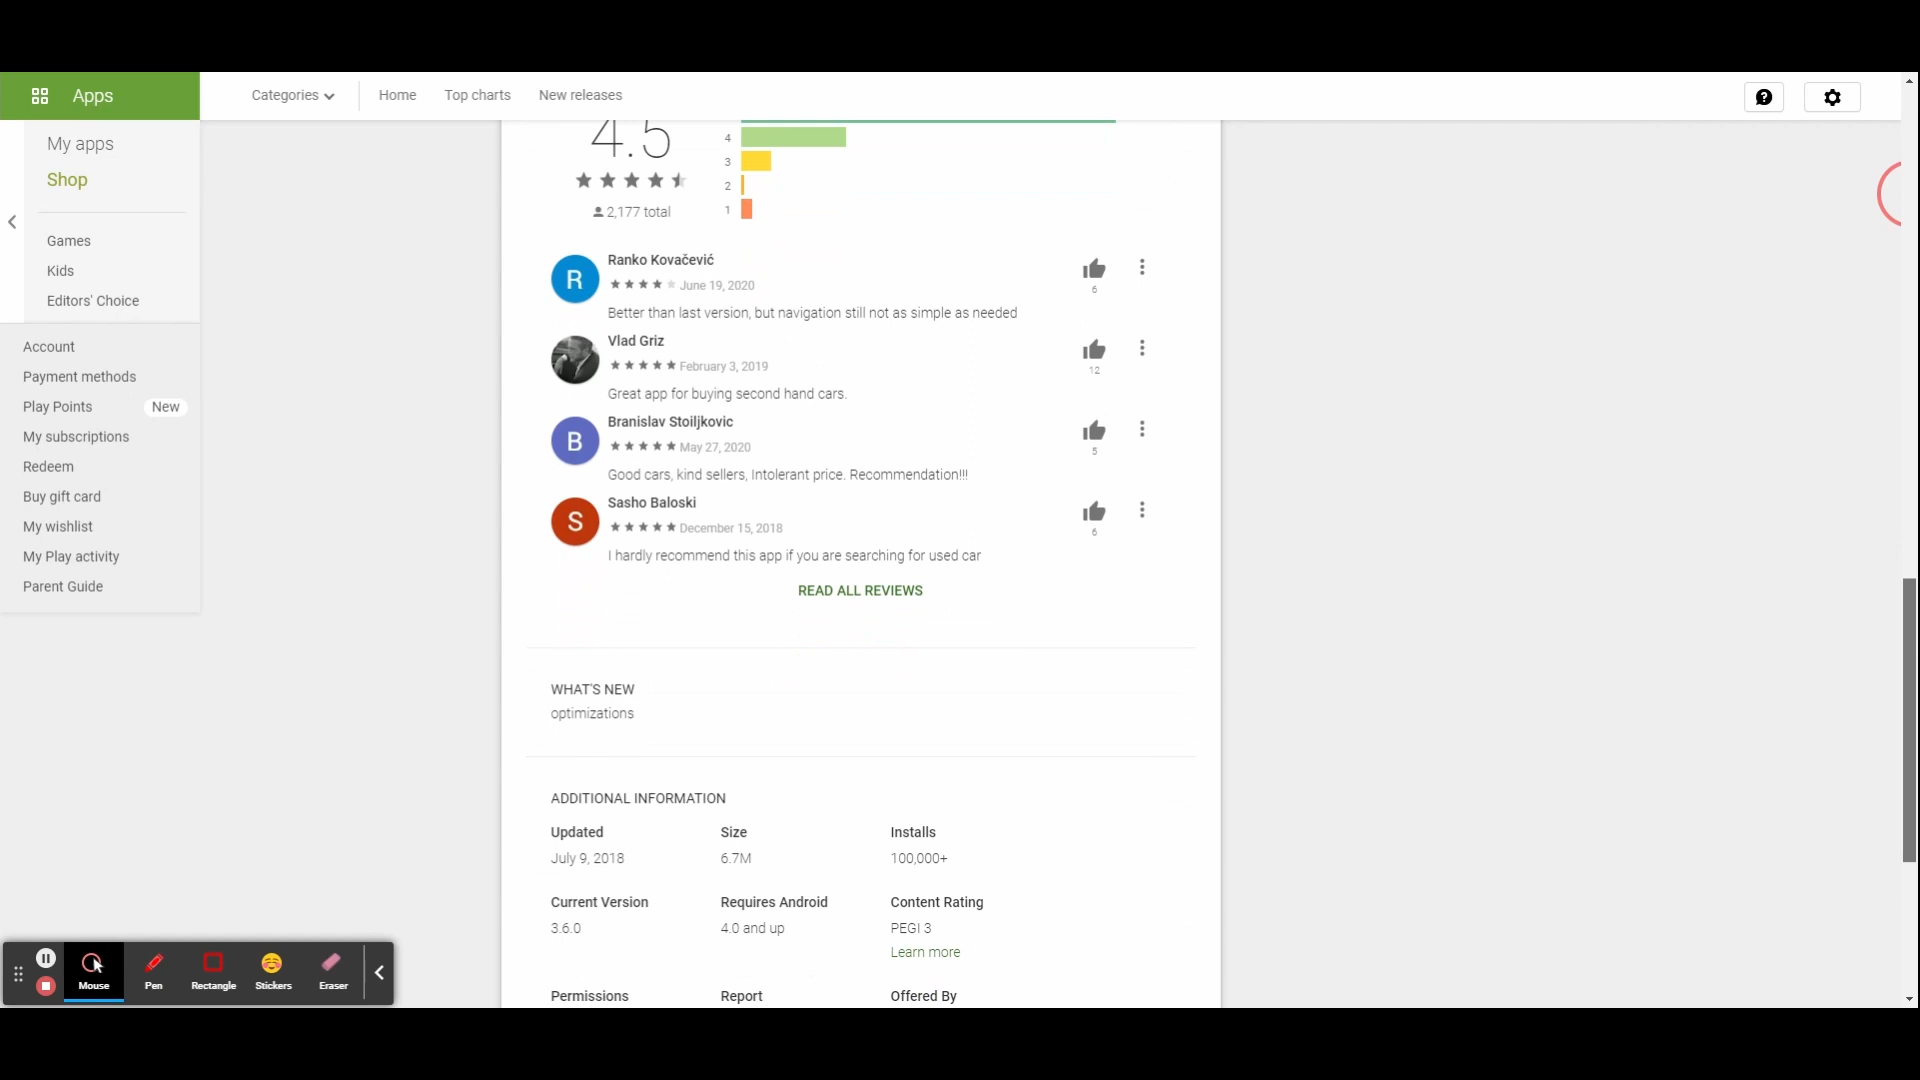 Apps
Categories Home Top charts New releases
My apps
Shop
Games
Kids
Editors' Choice
Account
Payment methods
Play Points New
My subscriptions
Redeem
Buy gift card
My wishlist
My Play activity
Parent Guide
4.5
2,177 total
4
3
2
1
Ranko Kovačević
June 19, 2020
6
Better than last version, but navigation still not as simple as needed
Vlad Griz
February 3, 2019
12
Great app for buying second hand cars.
Branislav Stoiljkovic
May 27, 2020
5
Good cars, kind sellers, Intolerant price. Recommendation!!!
Sasho Baloski
December 15, 2018
6
I hardly recommend this app if you are searching for used car
READ ALL REVIEWS
WHAT'S NEW
optimizations
ADDITIONAL INFORMATION
Updated Size Installs
July 9, 2018 6.7M 100,000+
Current Version Requires Android Content Rating
3.6.0 4.0 and up PEGI 3
Learn more
Permissions Report Offered By
Mouse Pen Rectangle Stickers Eraser
R
B
S